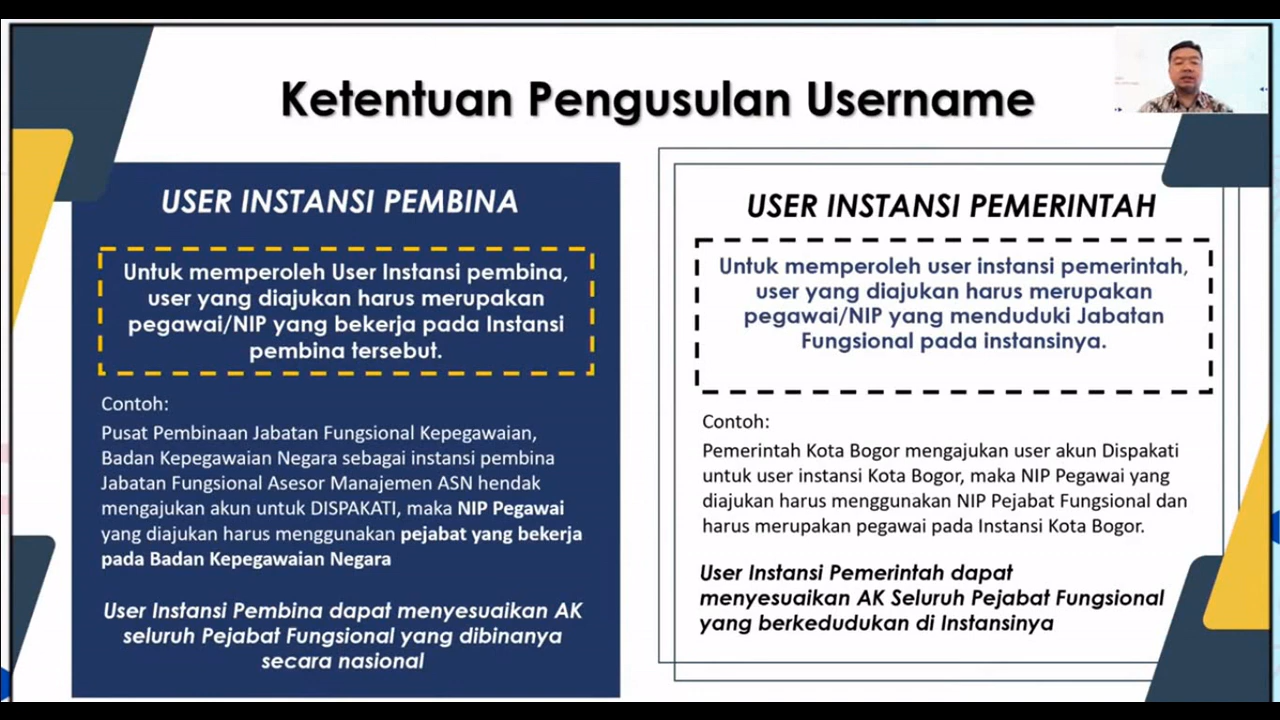 Ketentuan Pengusulan Username
USER INSTANSI PEMBINA
Untuk memperoleh User Instansi pembina,
user yang diajukan harus merupakan
pegawai/NIP yang bekerja pada Instansi
pembina tersebut.
Contoh:
Pusat Pembinaan Jabatan Fungsional Kepegawaian,
Badan Kepegawaian Negara sebagai instansi pembina
Jabatan Fungsional Asesor Manajemen ASN hendak
mengajukan akun untuk DISPAKATI, maka NIP Pegawai
yang diajukan harus menggunakan pejabat yang bekerja
pada Badan Kepegawaian Negara
User Instansi Pembina dapat menyesuaikan AK
seluruh Pejabat Fungsional yang dibinanya
secara nasional
USER INSTANSI PEMERINTAH
Untuk memperoleh user instansi pemerintah,
user yang diajukan harus merupakan
pegawai/NIP yang menduduki Jabatan
Fungsional pada instansinya.
Contoh:
Pemerintah Kota Bogor mengajukan user akun Dispakati
untuk user instansi Kota Bogor, maka NIP Pegawai yang
diajukan harus menggunakan NIP Pejabat Fungsional dan
harus merupakan pegawai pada Instansi Kota Bogor.
User Instansi Pemerintah dapat
menyesuaikan AK Seluruh Pejabat Fungsional
yang berkedudukan di Instansinya